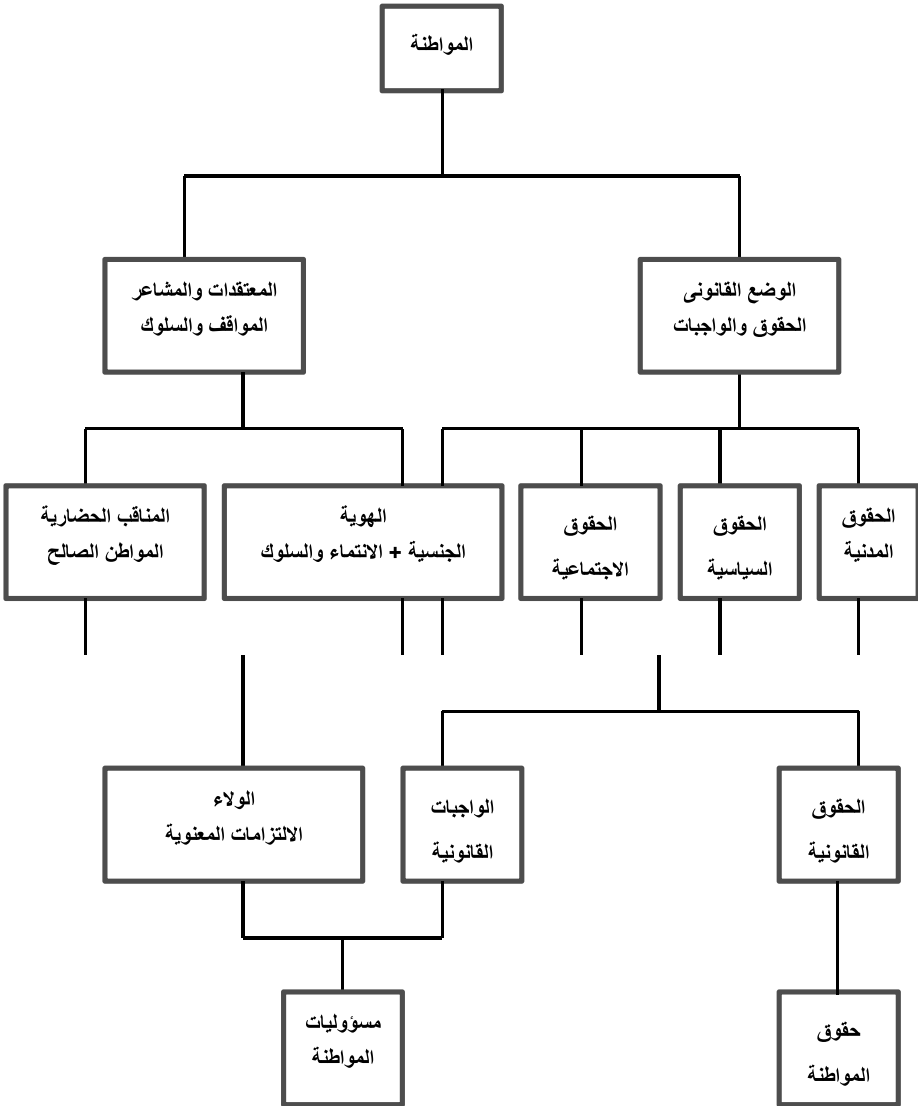 المواطنة
الوضع القانونى
الحقوق والواجبات
المعتقدات والمشاعر
المواقف والسلوك
الحقوق
المدنية
الحقوق
السياسية
الحقوق
الاجتماعية
الهوية
الجنسية + الانتماء والسلوك
المناقب الحضارية
المواطن الصالح
الحقوق
القانونية
الواجبات
القانونية
الولاء
الالتزامات المعنوية
حقوق
المواطنة
مسؤوليات
المواطنة